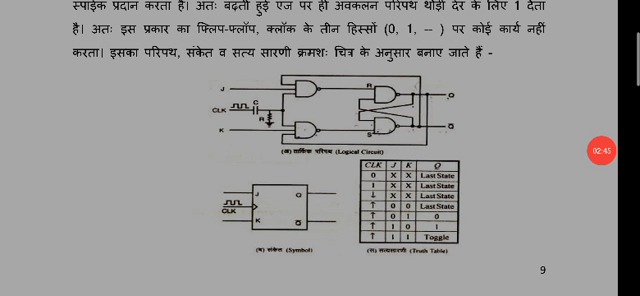 स्पाईक प्रदान करता है। अतः बढ़ती हुई एज पर ही अवकलन परिपथ थोड़ी देर के लिए 1 देता
है। अतः इस प्रकार का फ्लिप-फ्लॉप, क्लॉक के तीन हिस्सों (0, 1, -- ) पर कोई कार्य नहीं
करता। इसका परिपथ, संकेत व सत्य सारणी क्रमशः चित्र के अनुसार बनाए जाते हैं -
J
CLK
C
R
K
R
S
Q
Q̅
(अ) तार्किक परिपथ (Logical Circuit)
J Q
CLK
K Q̅
(ब) संकेत (Symbol)
CLK J K Q
0 X X Last State
1 X X Last State
↓ X X Last State
↑ 0 0 Last State
↑ 0 1 0
↑ 1 0 1
↑ 1 1 Toggle
(स) सत्यसारणी (Truth Table)
02:45
9